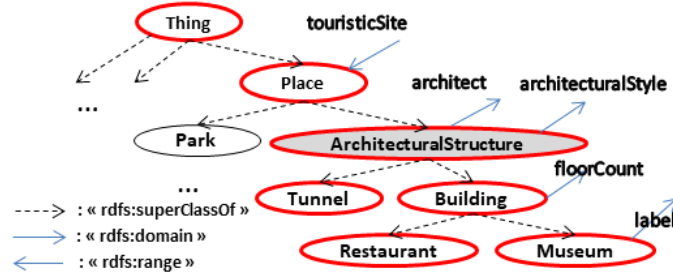 Thing
touristicSite
Place
architect
architecturalStyle
...
Park
ArchitecturalStructure
...
floorCount
Tunnel
Building
: « rdfs:superClassOf »
: « rdfs:domain »
label
: « rdfs:range »
Restaurant
Museum